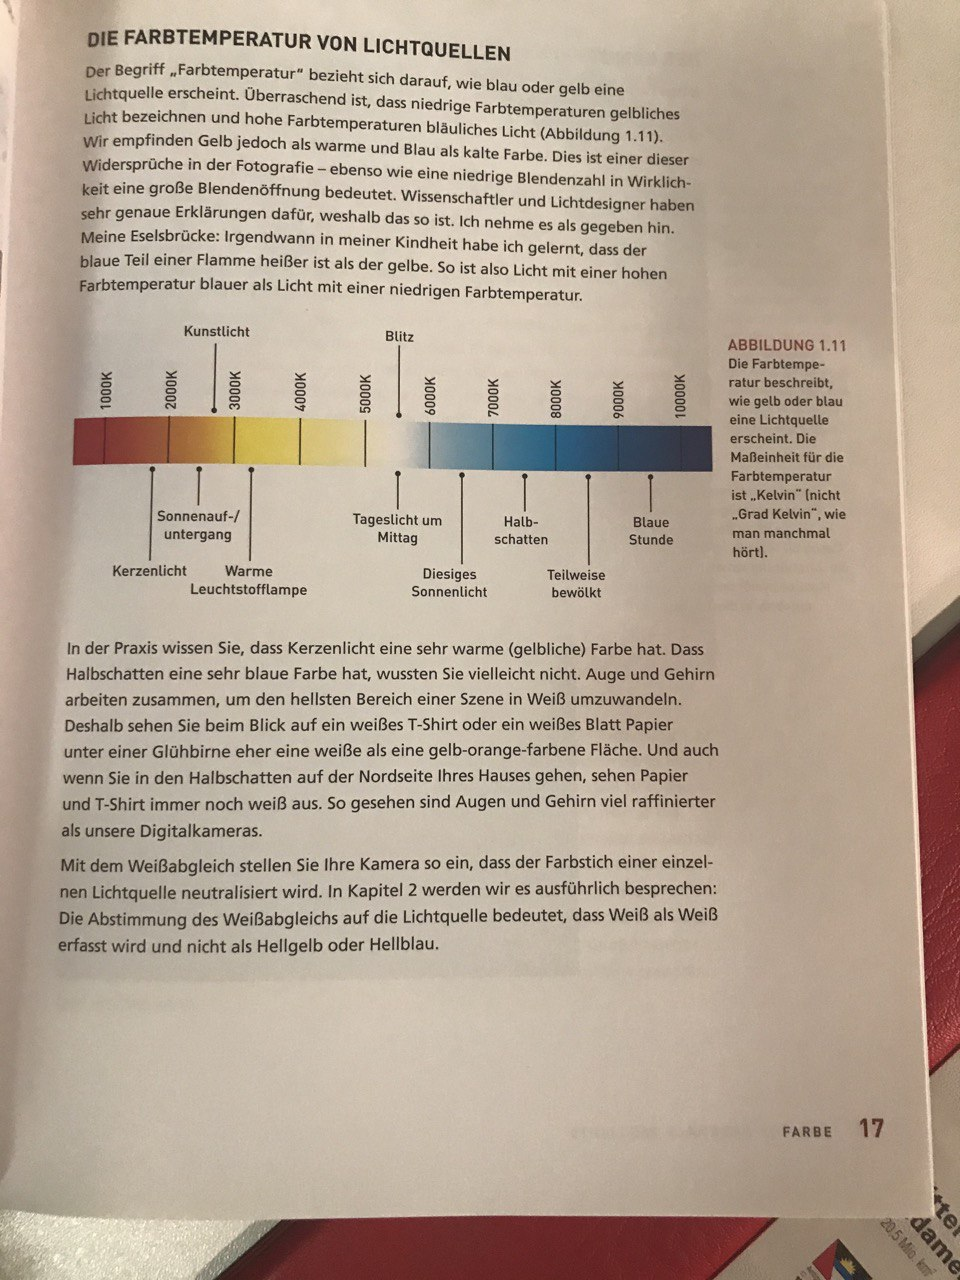 DIE FARBTEMPERATUR VON LICHTQUELLEN
Der Begriff „Farbtemperatur“ bezieht sich darauf, wie blau oder gelb eine
Lichtquelle erscheint. Überraschend ist, dass niedrige Farbtemperaturen gelbliches
Licht bezeichnen und hohe Farbtemperaturen bläuliches Licht (Abbildung 1.11).
Wir empfinden Gelb jedoch als warme und Blau als kalte Farbe. Dies ist einer dieser
Widersprüche in der Fotografie – ebenso wie eine niedrige Blendenzahl in Wirklich-
keit eine große Blendenöffnung bedeutet. Wissenschaftler und Lichtdesigner haben
sehr genaue Erklärungen dafür, weshalb das so ist. Ich nehme es als gegeben hin.
Meine Eselsbrücke: Irgendwann in meiner Kindheit habe ich gelernt, dass der
blaue Teil einer Flamme heißer ist als der gelbe. So ist also Licht mit einer hohen
Farbtemperatur blauer als Licht mit einer niedrigen Farbtemperatur.
Kunstlicht
Blitz
1000K
2000K
3000K
4000K
5000K
6000K
7000K
8000K
9000K
10000K
Sonnenauf-/
untergang
Tageslicht um
Mittag
Halb-
schatten
Blaue
Stunde
Kerzenlicht
Warme
Leuchtstofflampe
Diesiges
Sonnenlicht
Teilweise
bewölkt
ABBILDUNG 1.11
Die Farbtempe-
ratur beschreibt,
wie gelb oder blau
eine Lichtquelle
erscheint. Die
Maßeinheit für die
Farbtemperatur
ist „Kelvin“ (nicht
„Grad Kelvin“, wie
man manchmal
hört).
In der Praxis wissen Sie, dass Kerzenlicht eine sehr warme (gelbliche) Farbe hat. Dass
Halbschatten eine sehr blaue Farbe hat, wussten Sie vielleicht nicht. Auge und Gehirn
arbeiten zusammen, um den hellsten Bereich einer Szene in Weiß umzuwandeln.
Deshalb sehen Sie beim Blick auf ein weißes T-Shirt oder ein weißes Blatt Papier
unter einer Glühbirne eher eine weiße als eine gelb-orange-farbene Fläche. Und auch
wenn Sie in den Halbschatten auf der Nordseite Ihres Hauses gehen, sehen Papier
und T-Shirt immer noch weiß aus. So gesehen sind Augen und Gehirn viel raffinierter
als unsere Digitalkameras.
Mit dem Weißabgleich stellen Sie Ihre Kamera so ein, dass der Farbstich einer einzel-
nen Lichtquelle neutralisiert wird. In Kapitel 2 werden wir es ausführlich besprechen:
Die Abstimmung des Weißabgleichs auf die Lichtquelle bedeutet, dass Weiß als Weiß
erfasst wird und nicht als Hellgelb oder Hellblau.
FARBE 17
20.5 Mio. km²